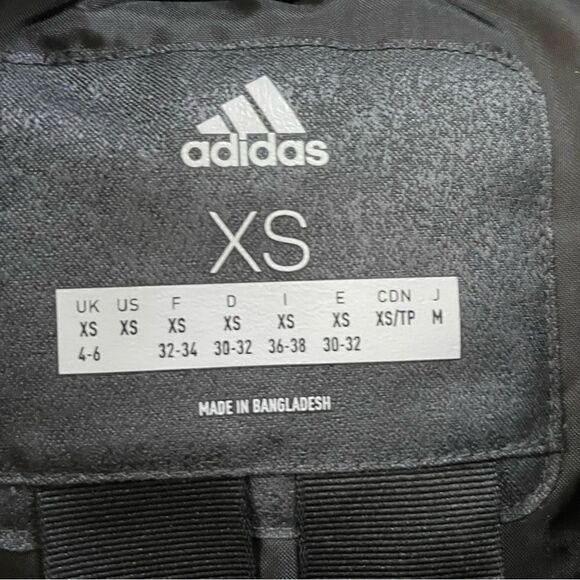 adidas
XS
UK US F D I E CDN J
XS XS XS XS XS XS XS/TP M
4-6 32-34 30-32 36-38 30-32
MADE IN BANGLADESH